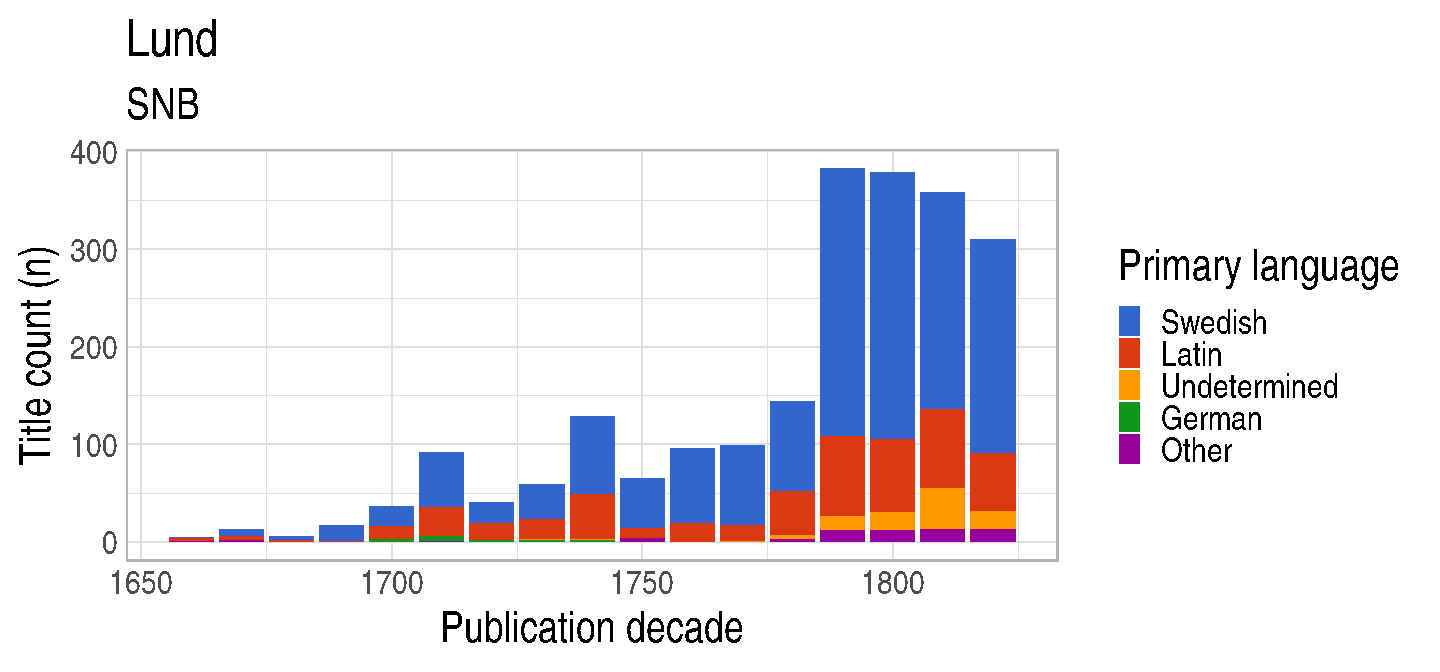 Lund
SNB
400
300
200
100
0
Title count (n)
1650 1700 1750 1800
Publication decade
Primary language
Swedish
Latin
Undetermined
German
Other